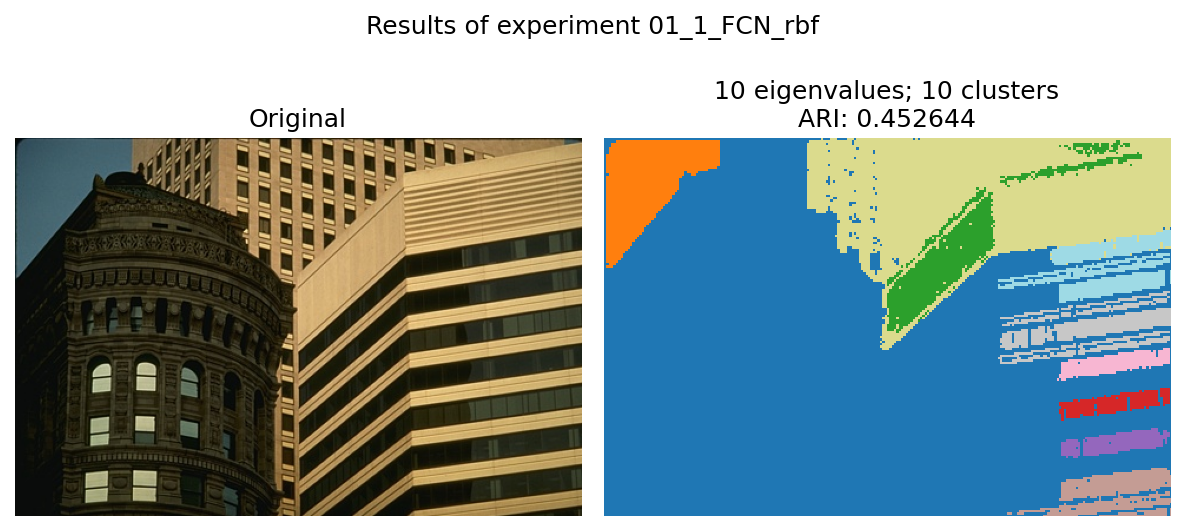 Results of experiment 01_1_FCN_rbf
Original
10 eigenvalues; 10 clusters
ARI: 0.452644